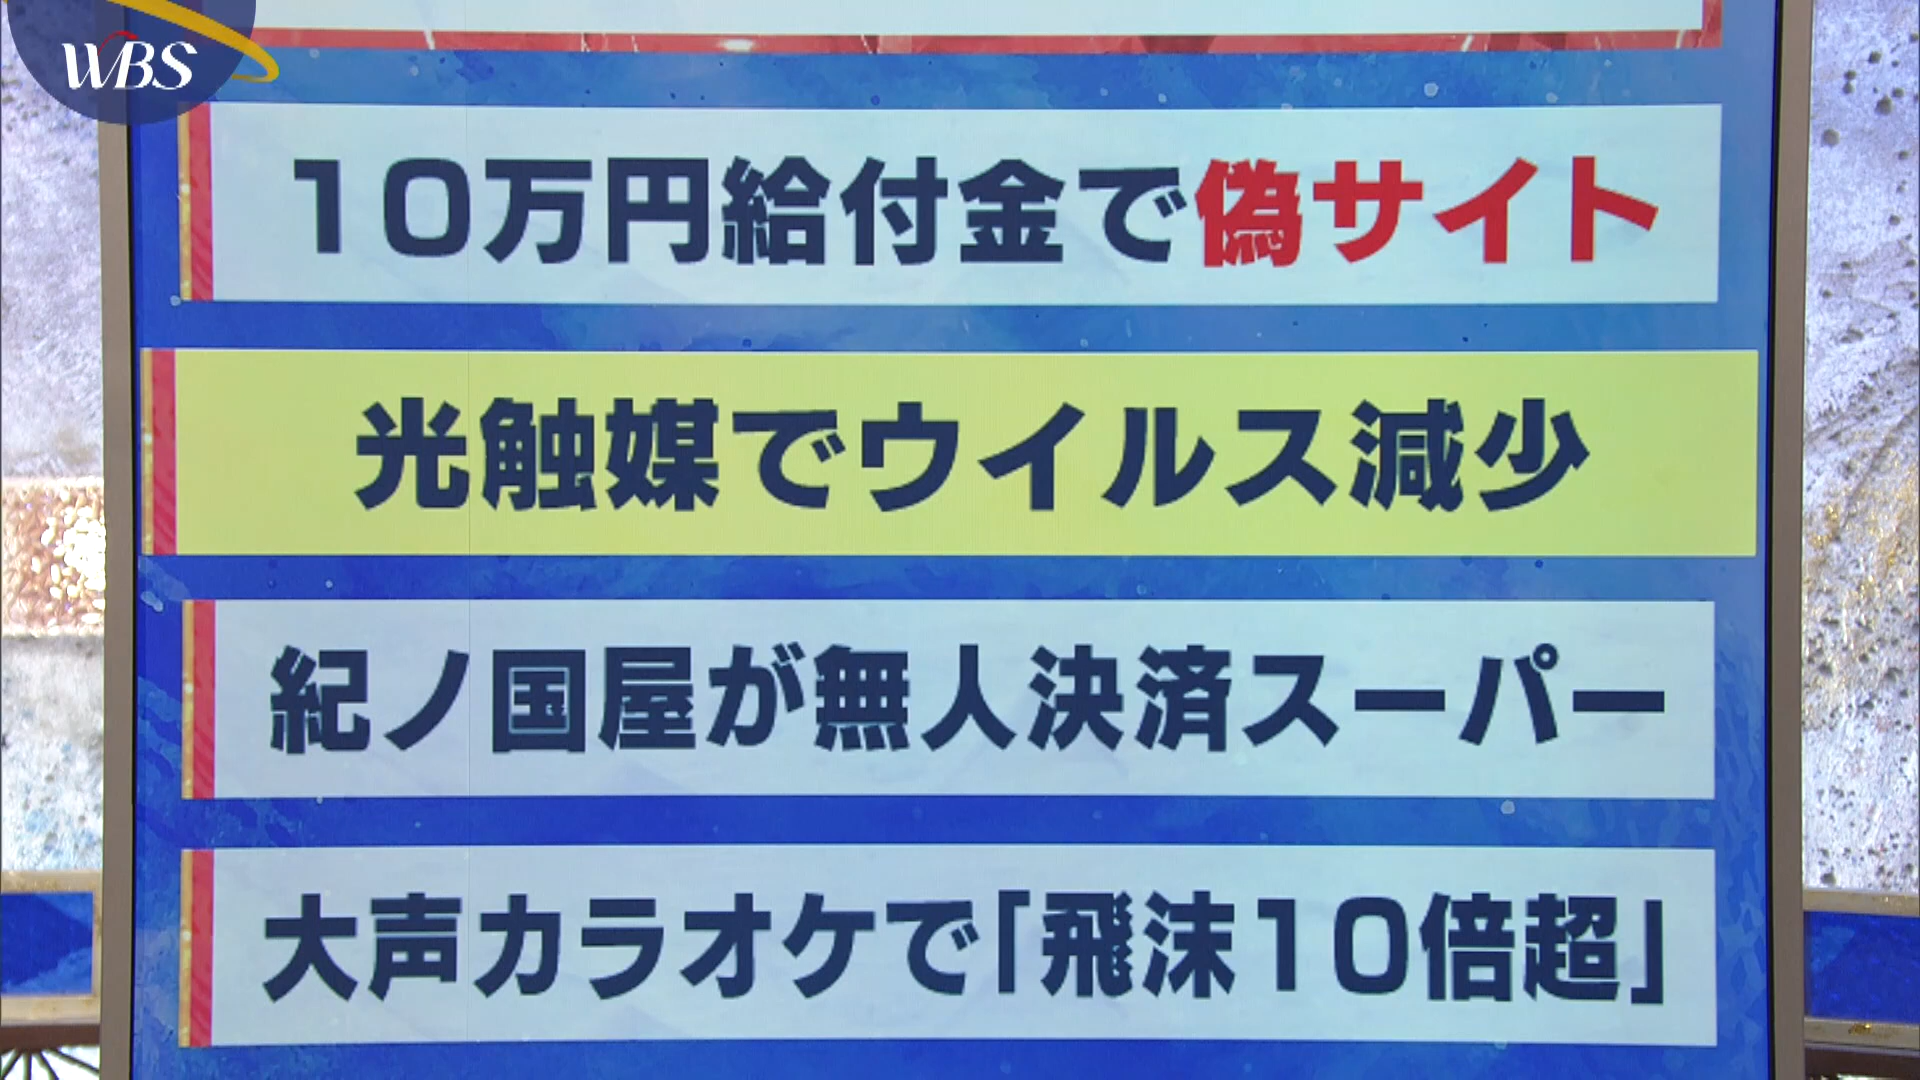 WBS
10万円給付金で偽サイト
光触媒でウイルス減少
紀ノ国屋が無人決済スーパー
大声カラオケで「飛沫10倍超」